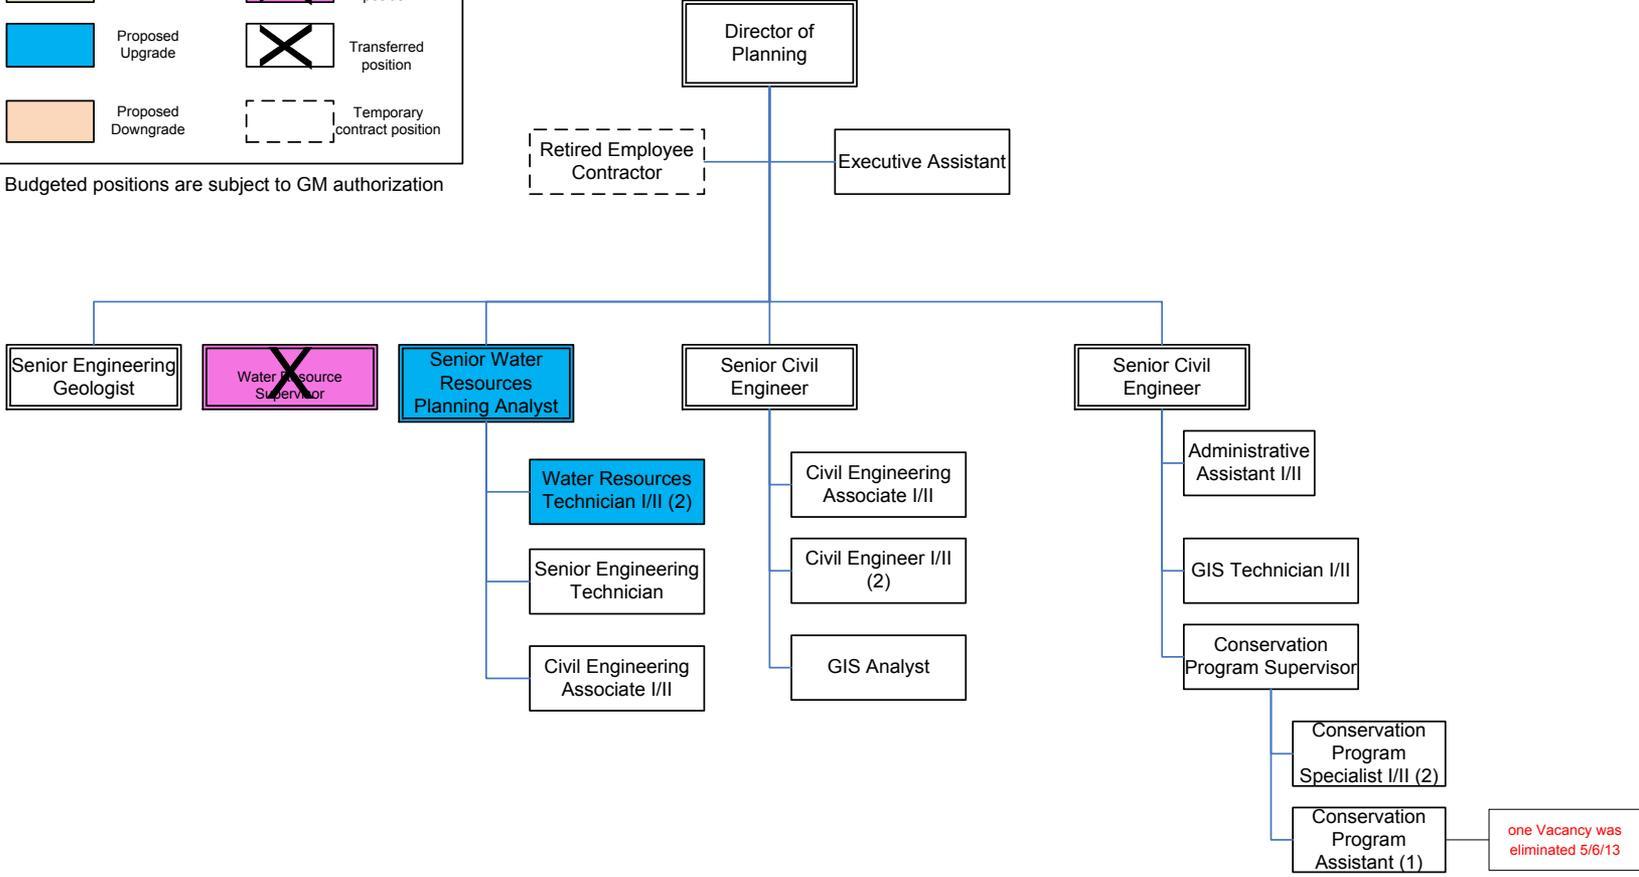 position
Proposed
Upgrade
Transferred
position
Proposed
Downgrade
Temporary
contract position
Budgeted positions are subject to GM authorization
Director of
Planning
Retired Employee
Contractor
Executive Assistant
Senior Engineering
Geologist
Water Resource
Supervisor
Senior Water
Resources
Planning Analyst
Senior Civil
Engineer
Senior Civil
Engineer
Water Resources
Technician I/II (2)
Senior Engineering
Technician
Civil Engineering
Associate I/II
Civil Engineering
Associate I/II
Civil Engineer I/II
(2)
GIS Analyst
Administrative
Assistant I/II
GIS Technician I/II
Conservation
Program Supervisor
Conservation
Program
Specialist I/II (2)
Conservation
Program
Assistant (1)
one Vacancy was
eliminated 5/6/13